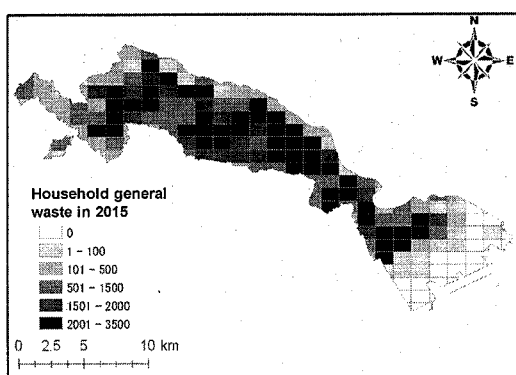 N
W E
S
Household general
waste in 2015
0
1 - 100
101 - 500
501 - 1500
1501 - 2000
2001 - 3500
0 2.5 5 10 km